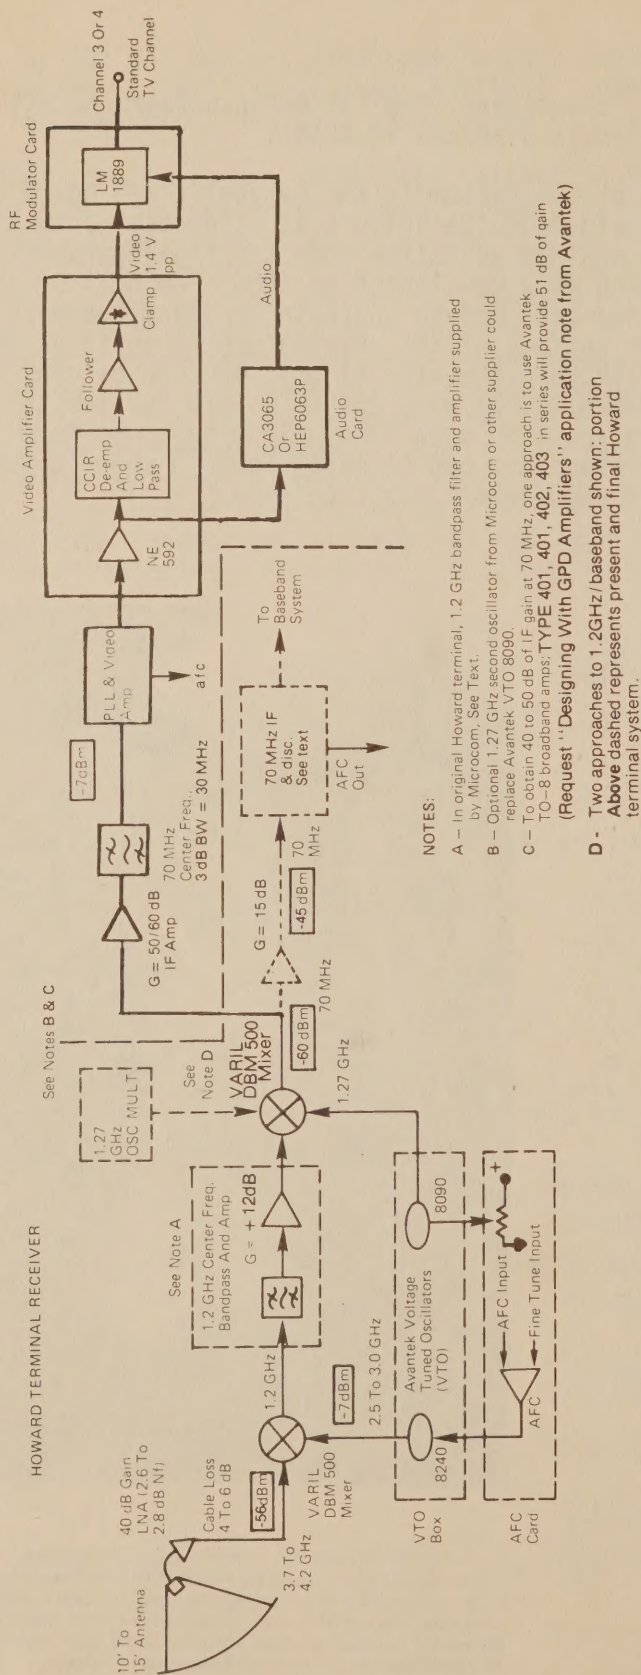 HOWARD TERMINAL RECEIVER
10' To
15' Antenna
40 dB Gain
LNA (2.6 To
2.8 dB Nf)
Cable Loss
4 To 6 dB
-56dBm
3.7 To
4.2 GHz
VARIL
DBM 500
Mixer
1.2 GHz
-7dBm
2.5 To 3.0 GHz
See Note A
1.2 GHz Center Freq.
Bandpass And Amp
G = +12dB
VTO
Box
8240
Avantek Voltage
Tuned Oscillators
(VTO)
8090
AFC
Card
AFC
AFC Input
Fine Tune Input
+
1.27 GHz
1.27
GHz
OSC MULT
See
Note D
VARIL
DBM 500
Mixer
See Notes B & C
-60 dBm
70 MHz
G = 15 dB
-45dBm
70
MHz
70 MHz IF
& disc.
See text
AFC
Out
To
Baseband
System
G = 50/60 dB
IF Amp
70 MHz
Center Freq..
3 dB BW = 30 MHz
-7dBm
PLL & Video
Amp
afc
Video Amplifier Card
NE
592
CCIR
De-emp
And
Low
Pass
Follower
Clamp
Video
1.4 V
pp
CA3065
Or
HEP6063P
Audio
Card
Audio
RF
Modulator Card
LM
1889
Channel 3 Or 4
Standard
TV Channel
NOTES:
A — In original Howard terminal, 1.2 GHz bandpass filter and amplifier supplied
by Microcom, See Text.
B — Optional 1.27 GHz second oscillator from Microcom or other supplier could
replace Avantek VTO 8090.
C — To obtain 40 to 50 dB of IF gain at 70 MHz, one approach is to use Avantek
TO-8 broadband amps: TYPE 401, 401, 402, 403 in series will provide 51 dB of gain
(Request "Designing With GPD Amplifiers" application note from Avantek)
D - Two approaches to 1.2GHz/baseband shown: portion
Above dashed represents present and final Howard
terminal system.